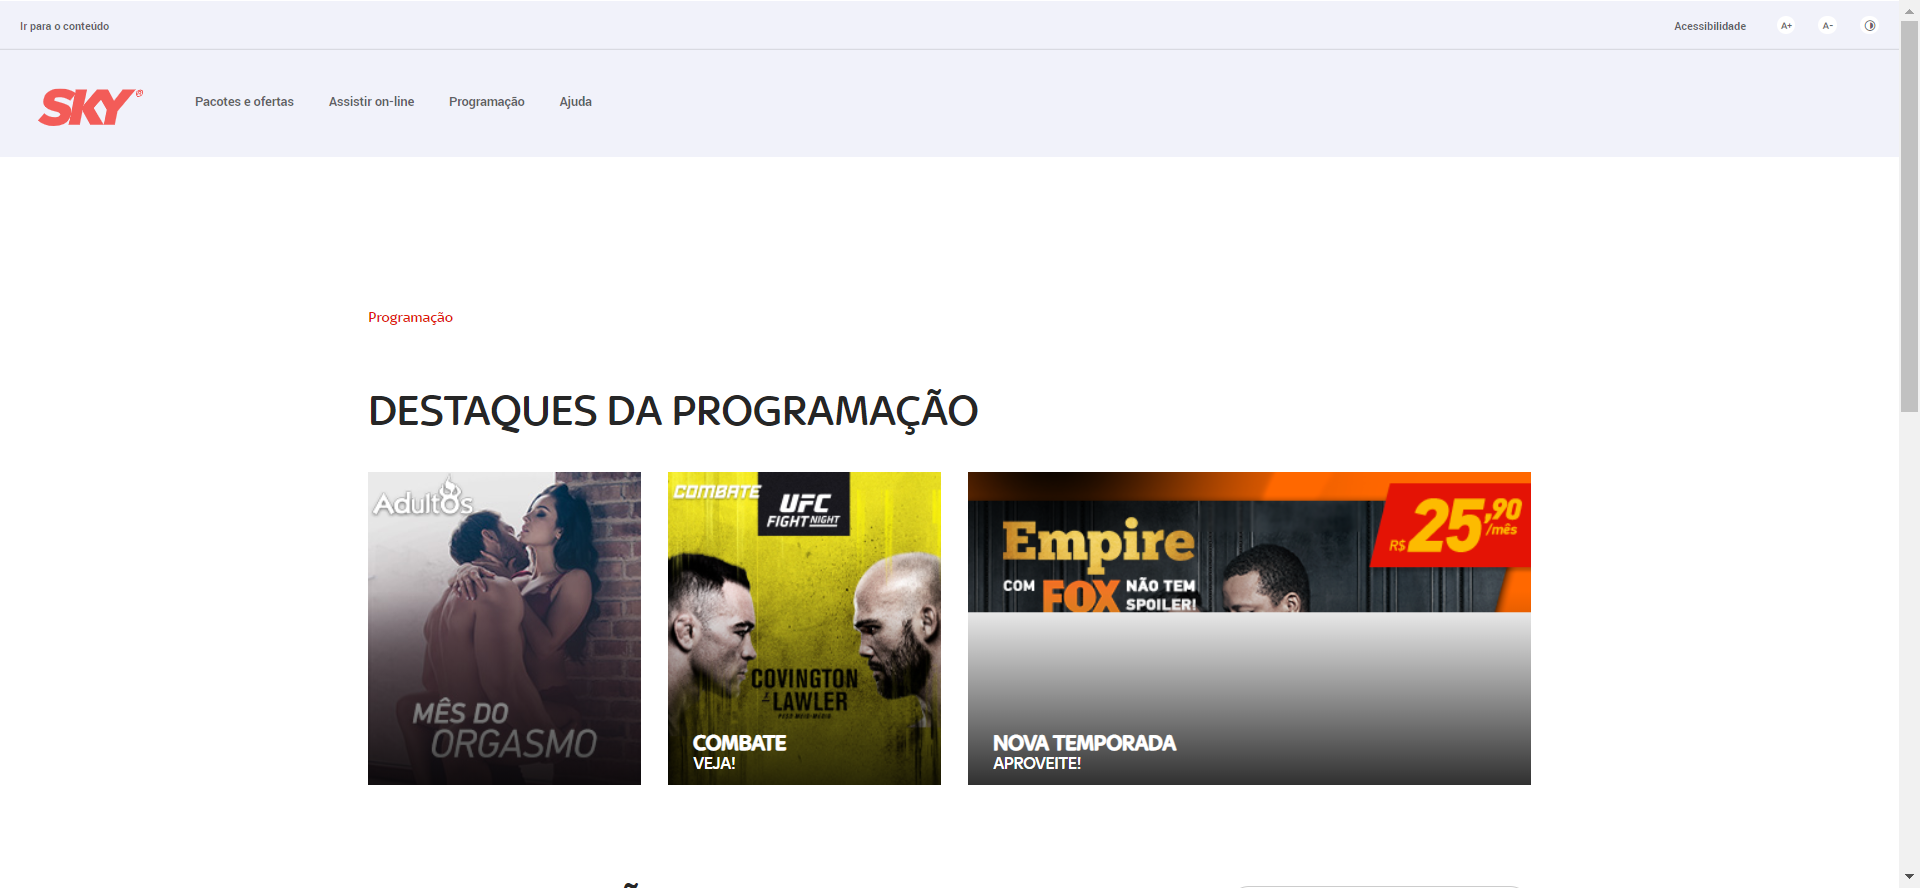 Ir para o conteúdo
Acessibilidade
A+
A-
SKY®
Pacotes e ofertas
Assistir on-line
Programação
Ajuda
Programação
DESTAQUES DA PROGRAMAÇÃO
Adultos
MÊS DO
ORGASMO
COMBATE
UFC
FIGHT NIGHT
COVINGTON
LAWLER
COMBATE
VEJA!
Empire
COM FOX NÃO TEM
SPOILER!
R$ 25,90
/mês
NOVA TEMPORADA
APROVEITE!